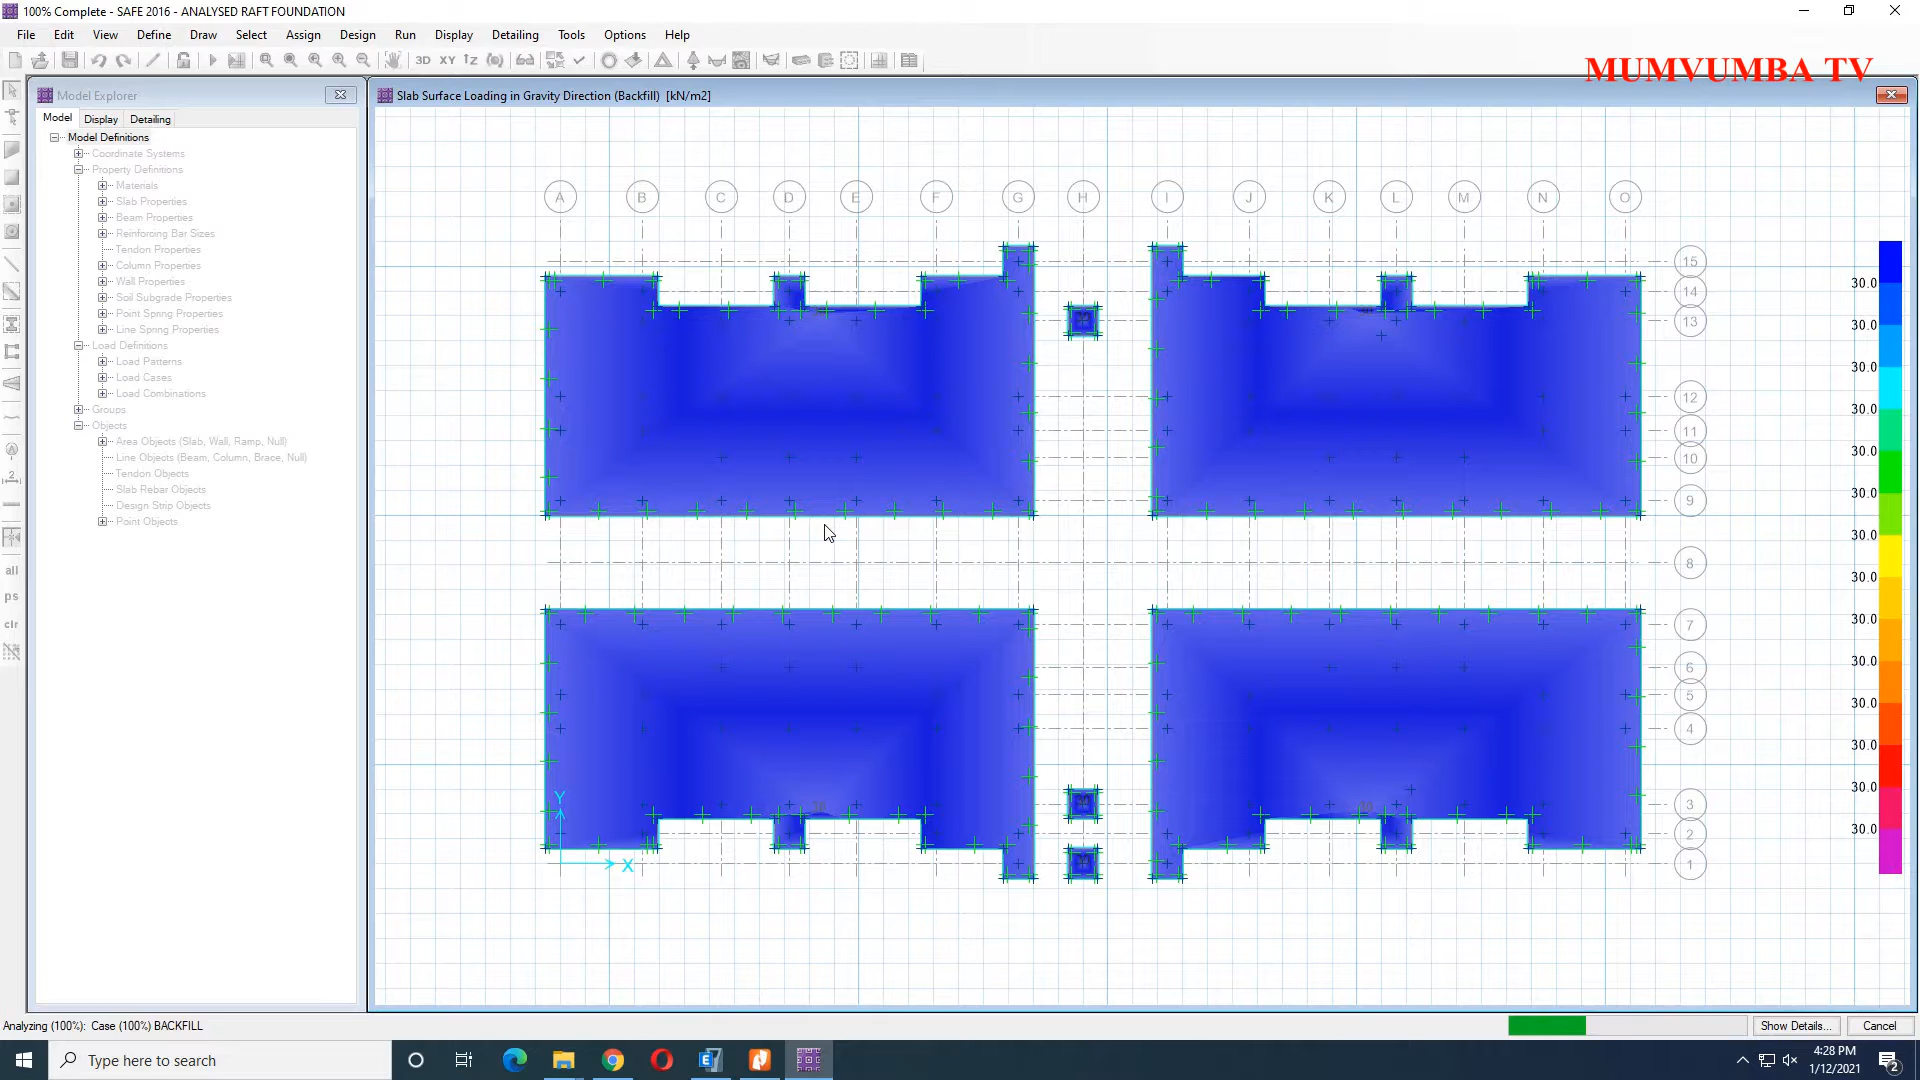 100% Complete - SAFE 2016 - ANALYSED RAFT FOUNDATION
File Edit View Define Draw Select Assign Design Run Display Detailing Tools Options Help
3D XY
MUMVUMBA TV
Model Explorer
Slab Surface Loading in Gravity Direction (Backfill) [kN/m2]
Model Display Detailing
Model Definitions
Coordinate Systems
Property Definitions
Materials
Slab Properties
Beam Properties
Reinforcing Bar Sizes
Tendon Properties
Column Properties
Wall Properties
Soil Subgrade Properties
Point Spring Properties
Line Spring Properties
Load Definitions
Load Patterns
Load Cases
Load Combinations
Groups
Objects
Area Objects (Slab, Wall, Ramp, Null)
Line Objects (Beam, Column, Brace, Null)
Tendon Objects
Slab Rebar Objects
Design Strip Objects
Point Objects
all
ps
clr
A B C D E F G H I J K L M N O
15
14
13
12
11
10
9
8
7
6
5
4
3
2
1
Y
X
30.0
30.0
30.0
30.0
30.0
30.0
30.0
30.0
30.0
30.0
30.0
30.0
30.0
30.0
Analyzing (100%): Case (100%) BACKFILL
Show Details...
Cancel
Type here to search
4:28 PM
1/12/2021
2